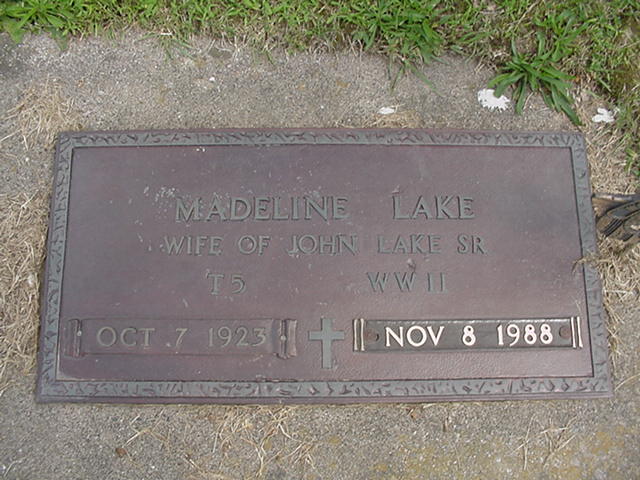 MADELINE LAKE
WIFE OF JOHN LAKE SR
T5 WW II
OCT 7 1923 NOV 8 1988